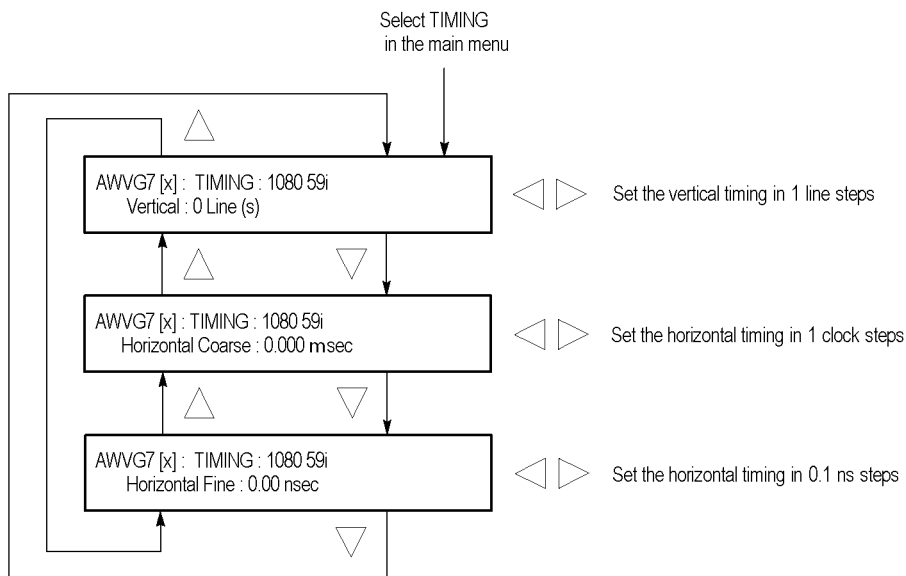 Select TIMING
in the main menu
AWVG7 [x] : TIMING : 1080 59i
Vertical : 0 Line (s)
Set the vertical timing in 1 line steps
AWVG7 [x] : TIMING : 1080 59i
Horizontal Coarse : 0.000 msec
Set the horizontal timing in 1 clock steps
AWVG7 [x] : TIMING : 1080 59i
Horizontal Fine : 0.00 nsec
Set the horizontal timing in 0.1 ns steps